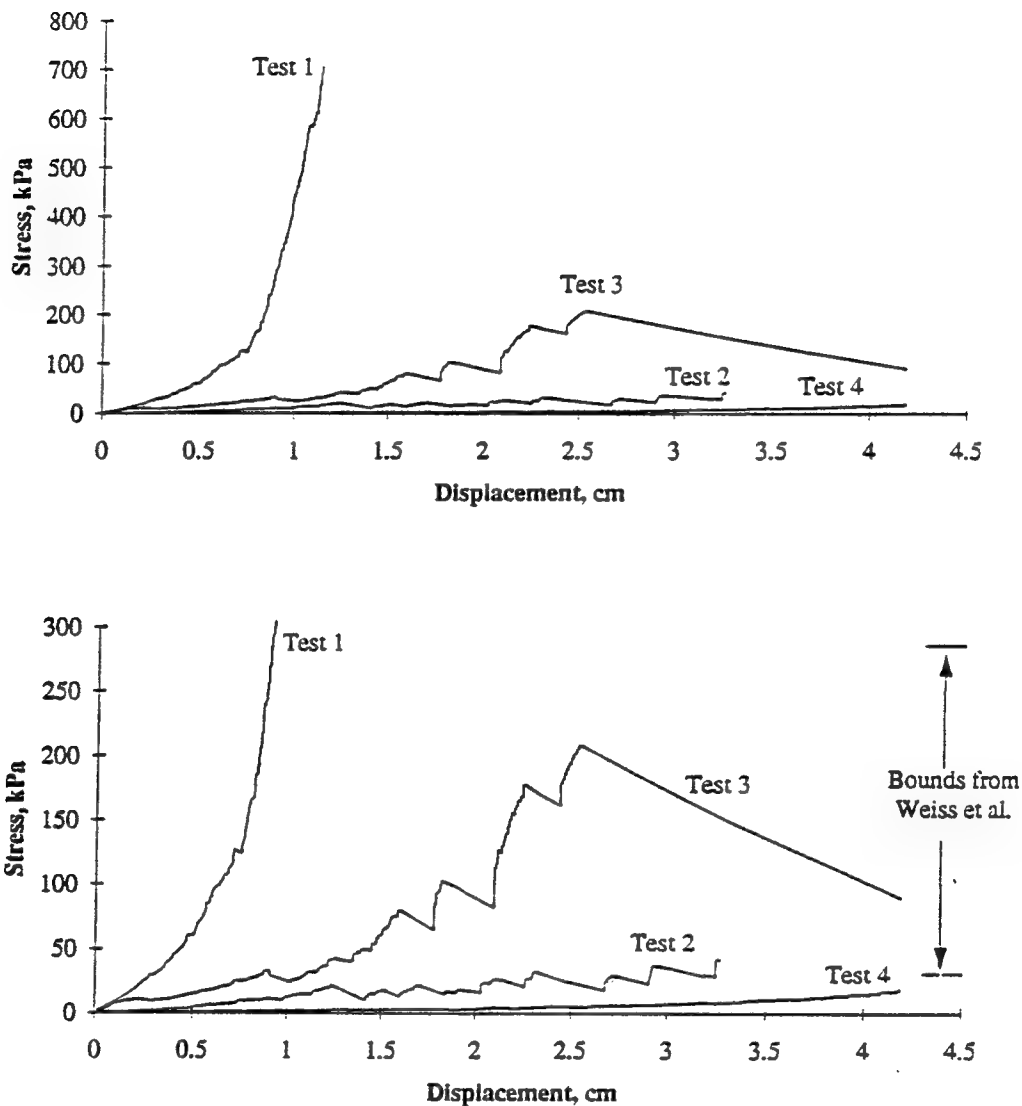 800
700
600
500
400
300
200
100
0
Stress, kPa
Test 1
Test 3
Test 2
Test 4
0 0.5 1 1.5 2 2.5 3 3.5 4 4.5
Displacement, cm
300
250
200
150
100
50
0
Stress, kPa
Test 1
Test 3
Bounds from
Weiss et al.
Test 2
Test 4
0 0.5 1 1.5 2 2.5 3 3.5 4 4.5
Displacement, cm